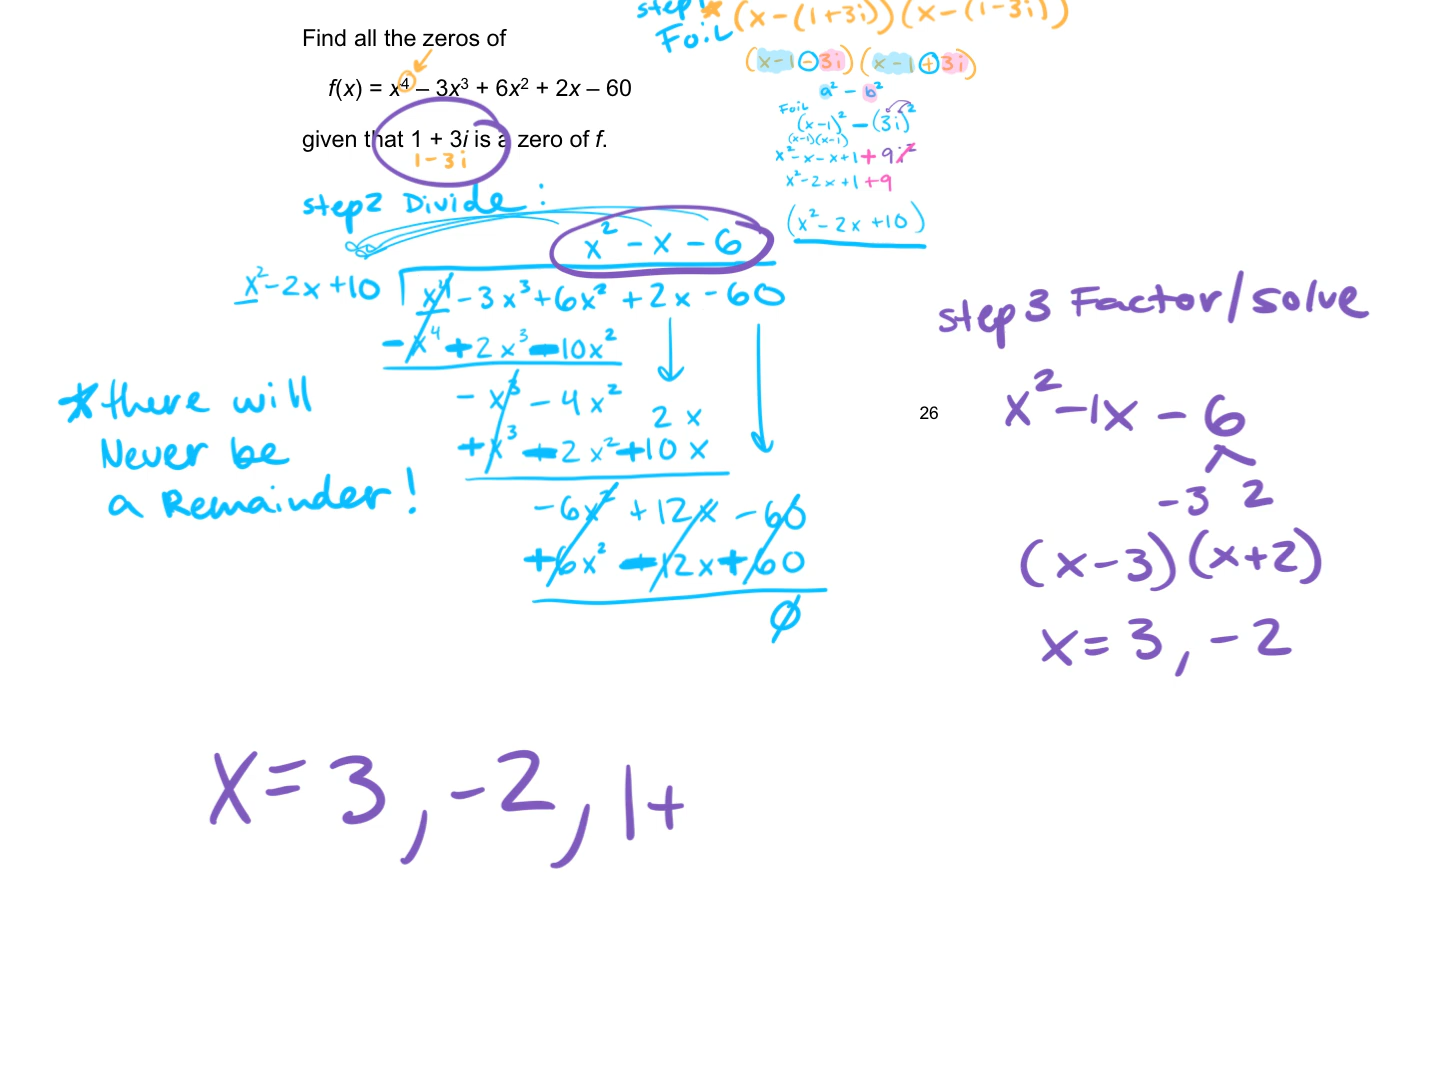 Find all the zeros of
f(x) = x⁴ – 3x³ + 6x² + 2x – 60
given that 1 + 3i is a zero of f.
1 - 3i
step 1 * (x - (1+3i))(x - (1-3i))
Foil
(x-1-3i)(x-1+3i)
a² - b²
Foil
(x-1)² - (3i)²
(x-1)(x-1)
x² - x - x + 1 + 9i²
x² - 2x + 1 + 9
(x² - 2x + 10)
step 2 Divide :
x² - x - 6
x² - 2x + 10 x⁴ - 3x³ + 6x² + 2x - 60
- x⁴ + 2x³ - 10x²
- x³ - 4x² 2x
+ x³ - 2x² + 10x
- 6x² + 12x - 60
+ 6x² - 12x + 60
0
* there will
Never be
a Remainder!
step 3 Factor/solve
26
x² - 1x - 6
-3 2
(x-3)(x+2)
x = 3, -2
x = 3, -2, 1+